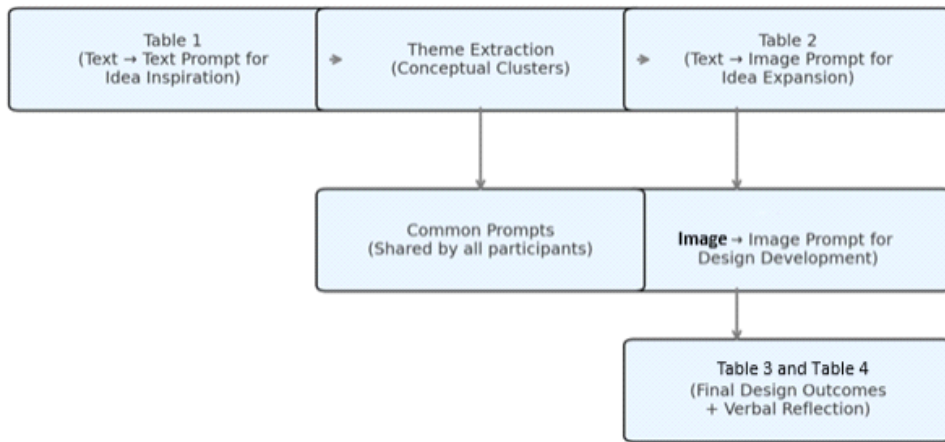 Table 1
(Text → Text Prompt for
Idea Inspiration)
Theme Extraction
(Conceptual Clusters)
Table 2
(Text → Image Prompt for
Idea Expansion)
Common Prompts
(Shared by all participants)
Image → Image Prompt for
Design Development)
Table 3 and Table 4
(Final Design Outcomes
+ Verbal Reflection)